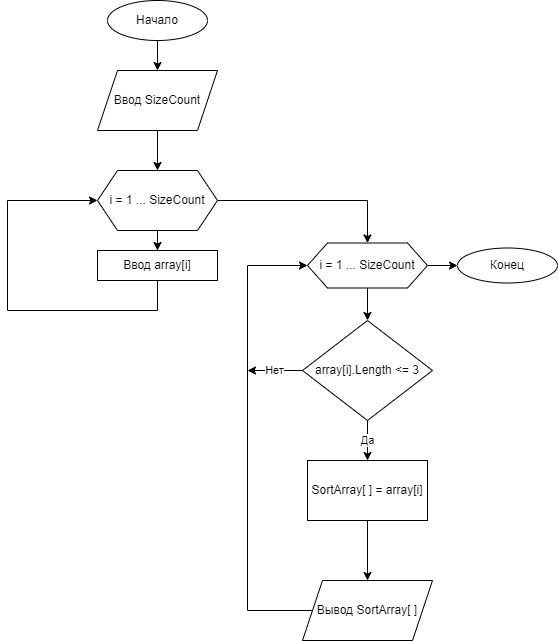 Начало
Ввод SizeCount
i = 1 ... SizeCount
Ввод array[i]
i = 1 ... SizeCount
Конец
array[i].Length <= 3
Нет
Да
SortArray[ ] = array[i]
Вывод SortArray[ ]